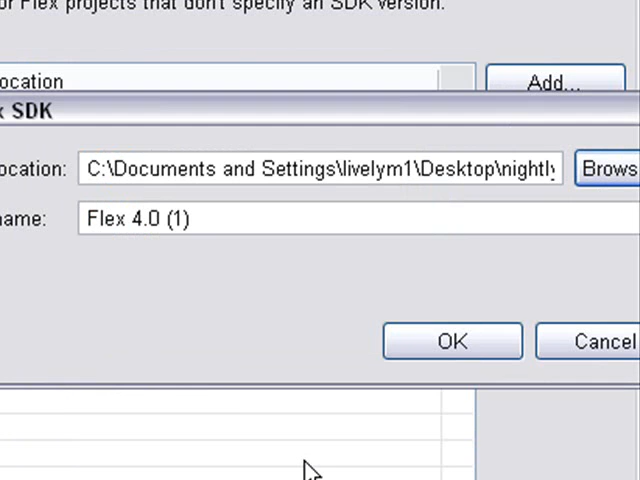 or Flex projects that don't specify an SDK version.
ocation
Add...
x SDK
ocation: C:\Documents and Settings\livelym1\Desktop\nightly Brows
name: Flex 4.0 (1)
OK Cancel